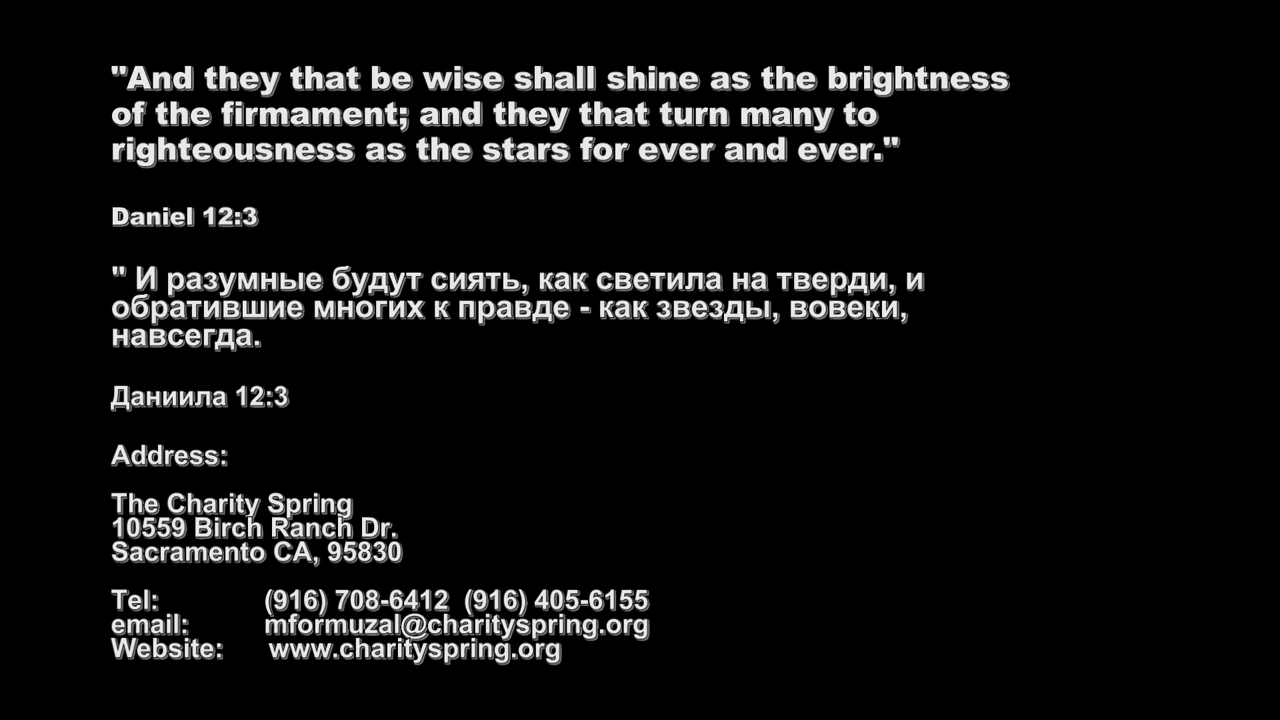 "And they that be wise shall shine as the brightness
of the firmament; and they that turn many to
righteousness as the stars for ever and ever."
Daniel 12:3
" И разумные будут сиять, как светила на тверди, и
обратившие многих к правде - как звезды, вовеки,
навсегда.
Даниила 12:3
Address:
The Charity Spring
10559 Birch Ranch Dr.
Sacramento CA, 95830
Tel: (916) 708-6412 (916) 405-6155
email: mformuzal@charityspring.org
Website: www.charityspring.org